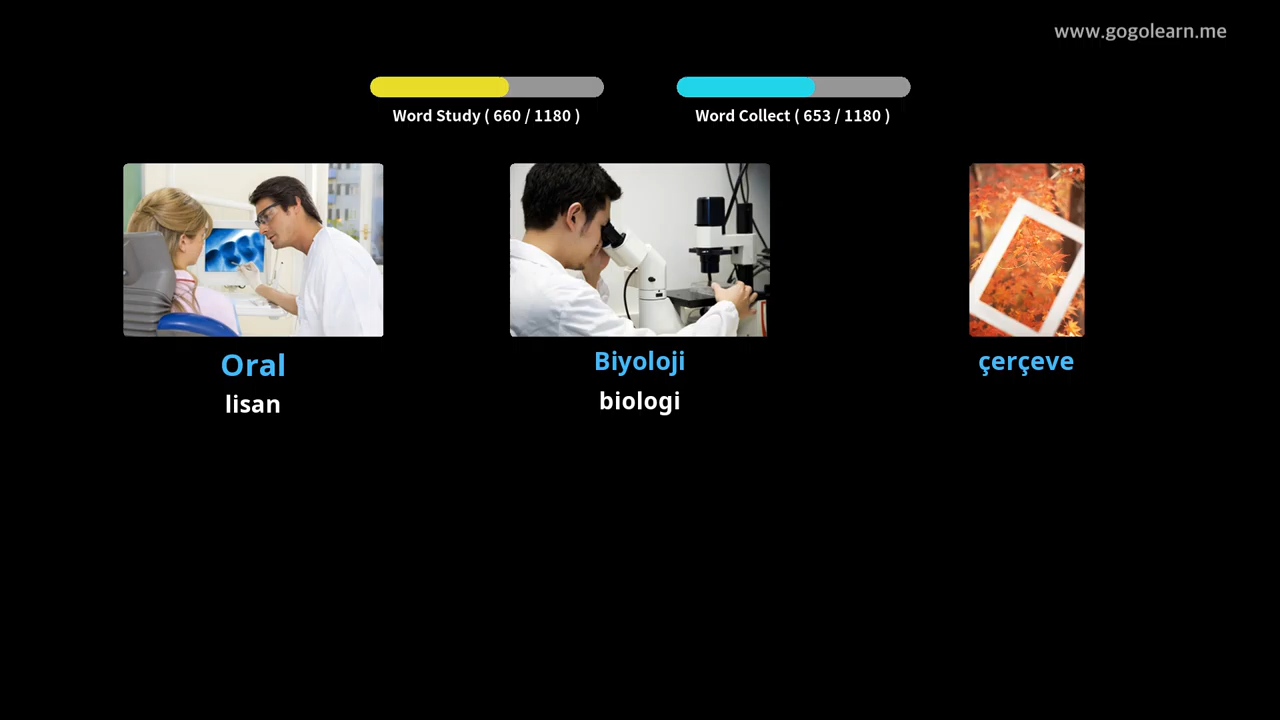 www.gogolearn.me
Word Study ( 660 / 1180 )
Word Collect ( 653 / 1180 )
Oral
lisan
Biyoloji
biologi
çerçeve